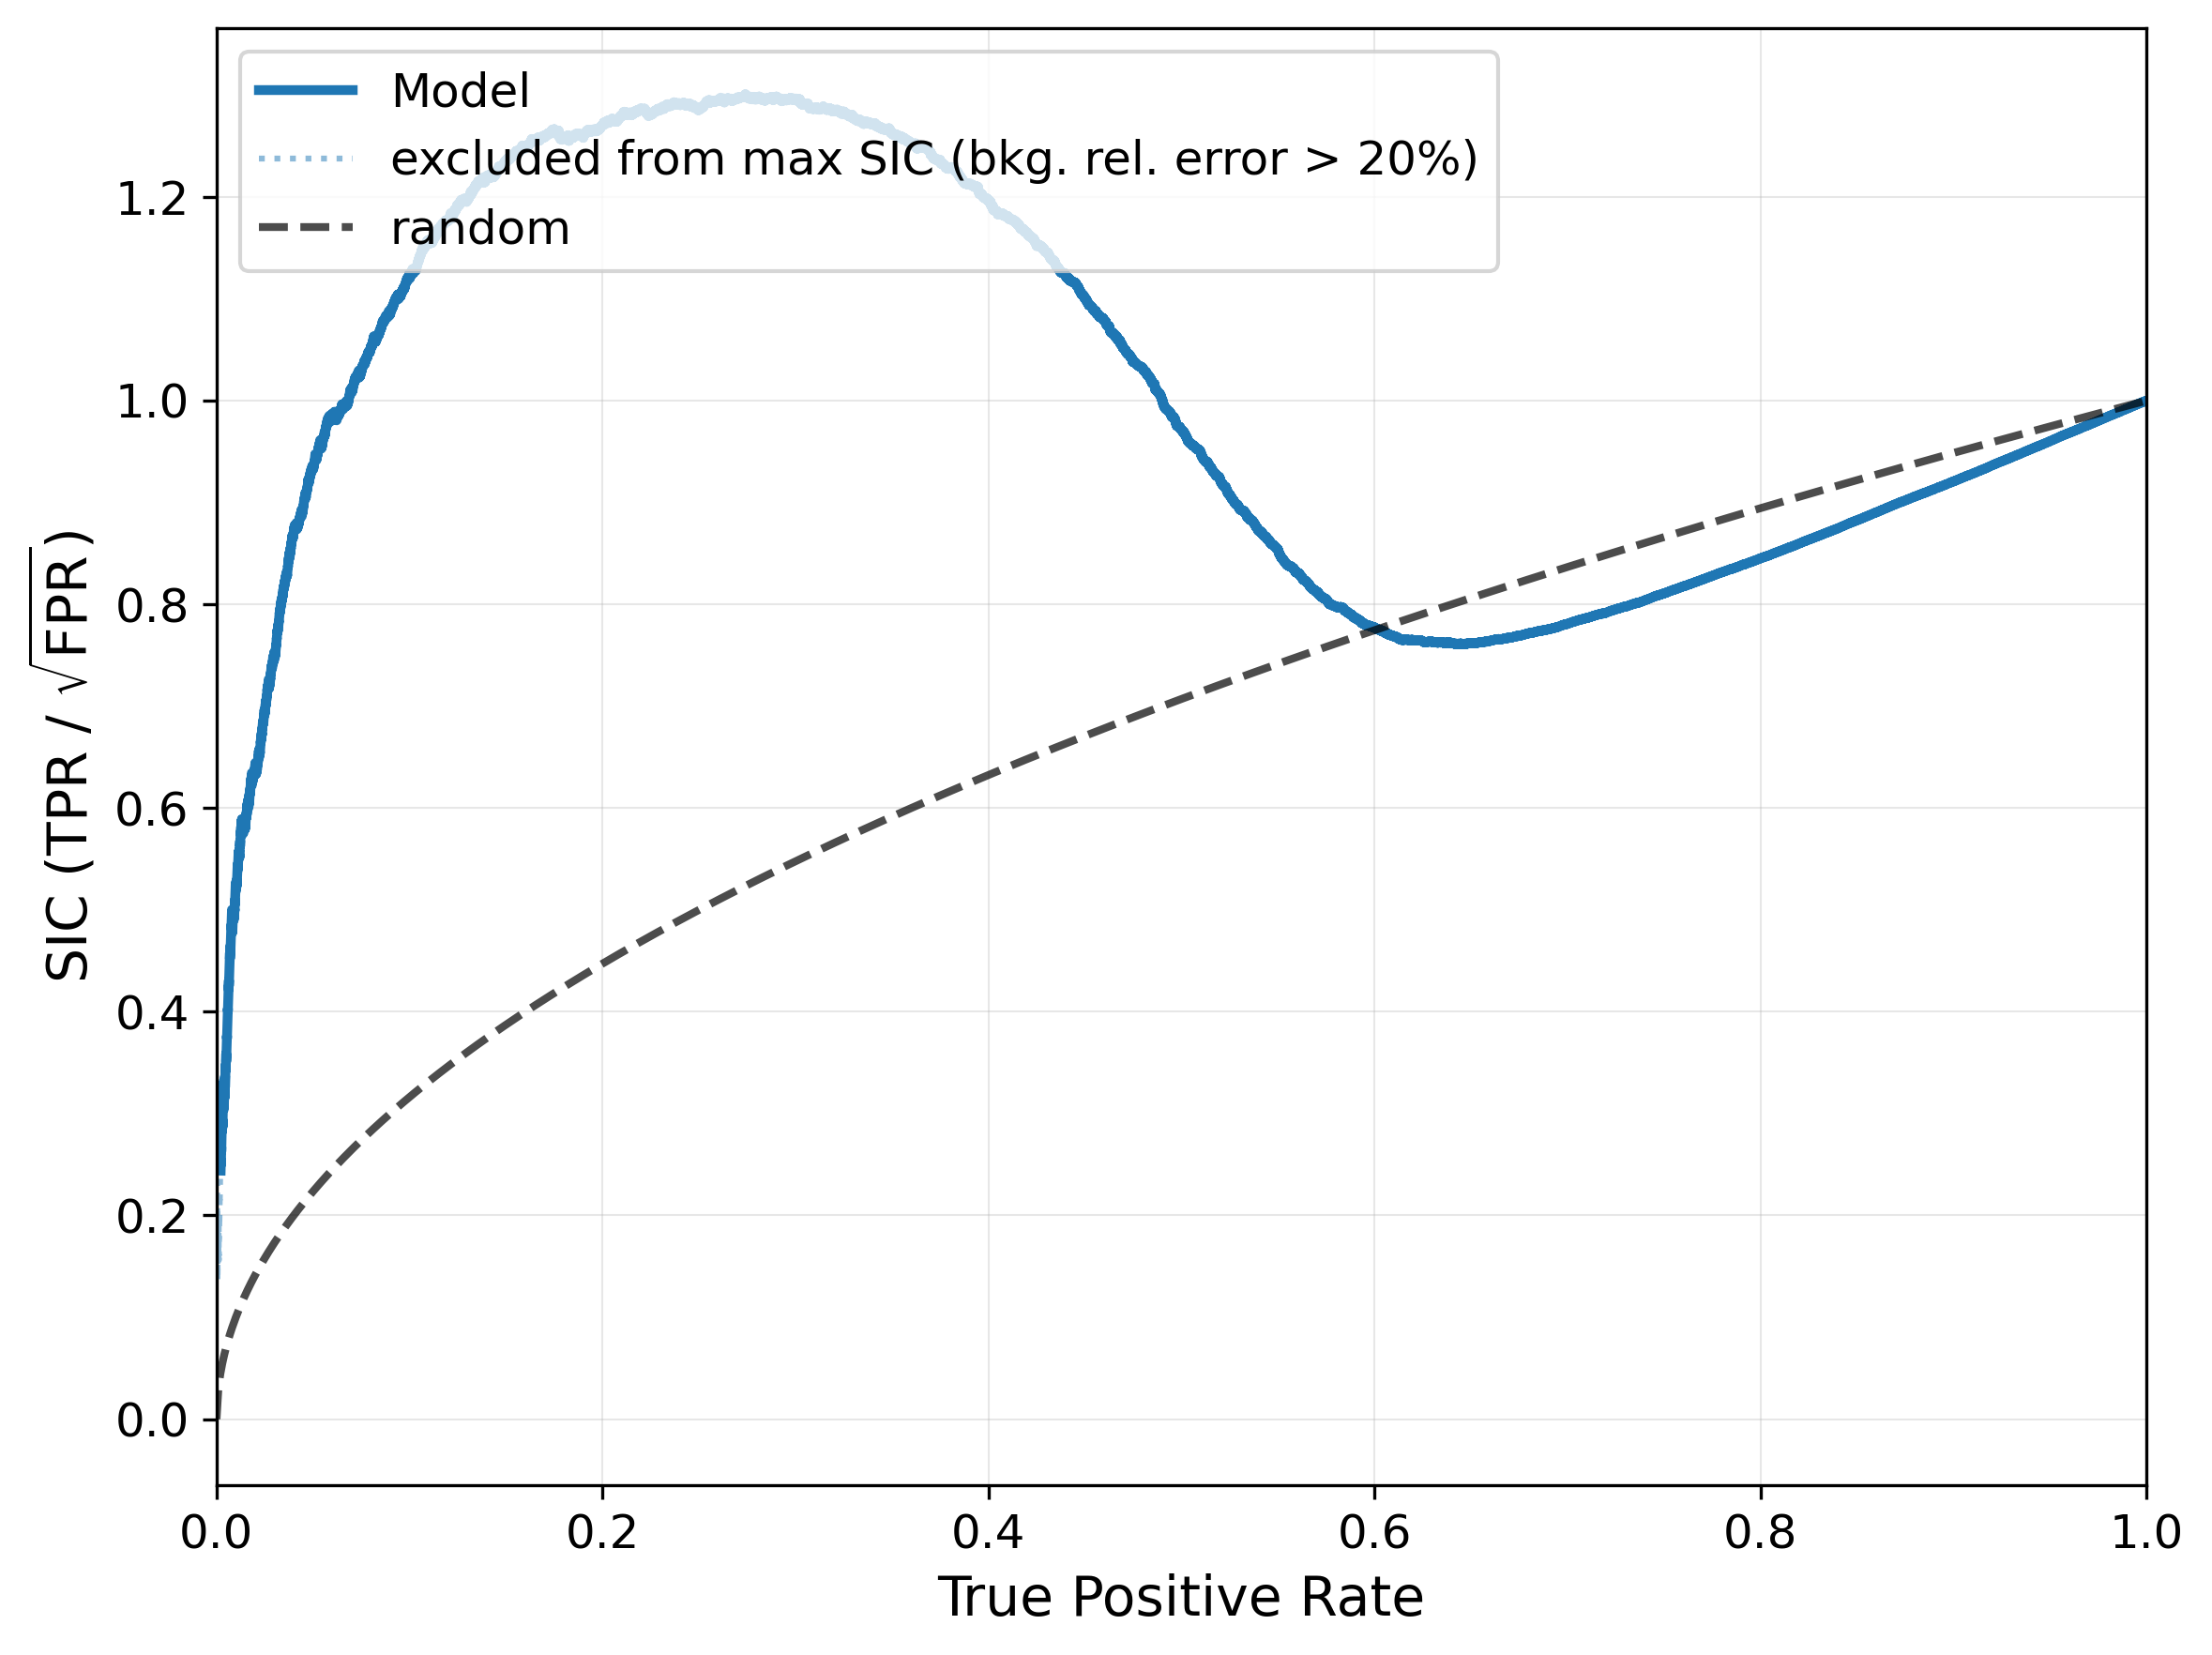 Model
excluded from max SIC (bkg. rel. error > 20%)
random
1.2
1.0
0.8
0.6
0.4
0.2
0.0
SIC (TPR / √FPR)
0.0 0.2 0.4 0.6 0.8 1.0
True Positive Rate